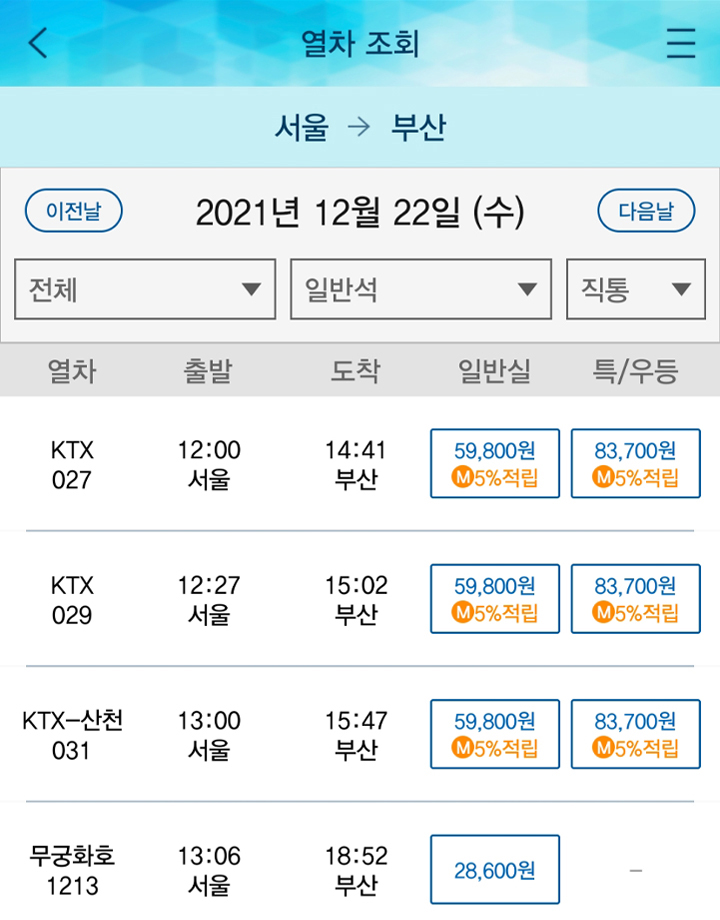 열차 조회
서울 → 부산
이전날 2021년 12월 22일 (수) 다음날
전체 일반석 직통
열차 출발 도착 일반실 특/우등
KTX 12:00 14:41 59,800원 83,700원
027 서울 부산 M5%적립 M5%적립
KTX 12:27 15:02 59,800원 83,700원
029 서울 부산 M5%적립 M5%적립
KTX-산천 13:00 15:47 59,800원 83,700원
031 서울 부산 M5%적립 M5%적립
무궁화호 13:06 18:52 28,600원 –
1213 서울 부산